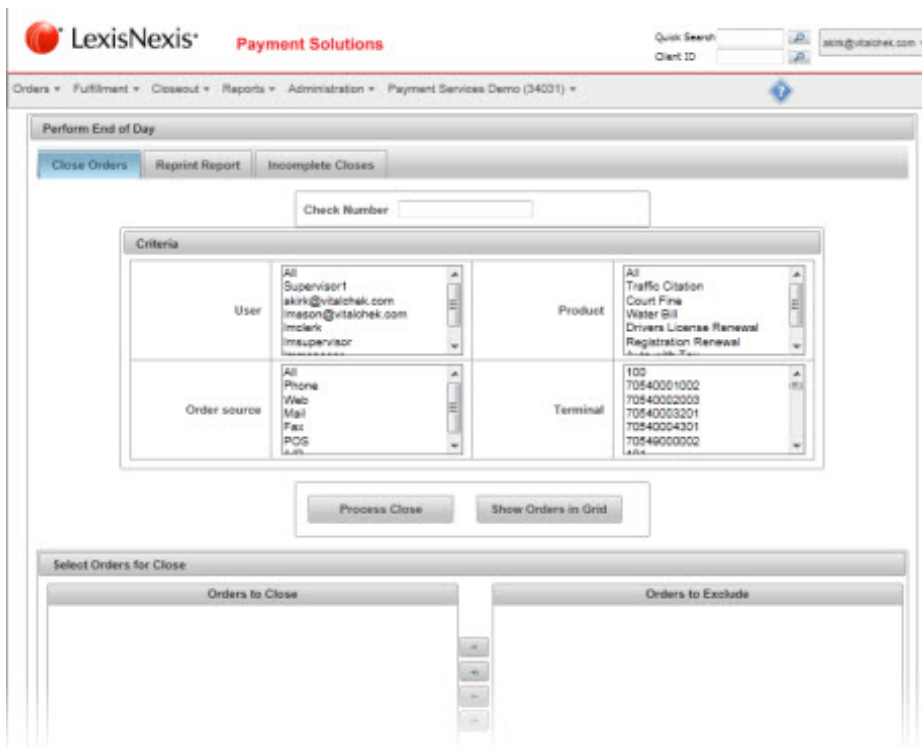 LexisNexis® Payment Solutions
Quick Search
Client ID
akirk@vitalchek.com
Orders Fulfillment Closeout Reports Administration Payment Services Demo (34031)
?
Perform End of Day
Close Orders Reprint Report Incomplete Closes
Check Number
Criteria
User
All
Supervisor1
akirk@vitalchek.com
lmason@vitalchek.com
lmclerk
lmsupervisor
Product
All
Traffic Citation
Court Fine
Water Bill
Drivers License Renewal
Registration Renewal
Order source
All
Phone
Web
Mail
Fax
POS
Terminal
100
70540001002
70540002003
70540003201
70540004301
70549000002
Process Close Show Orders in Grid
Select Orders for Close
Orders to Close Orders to Exclude